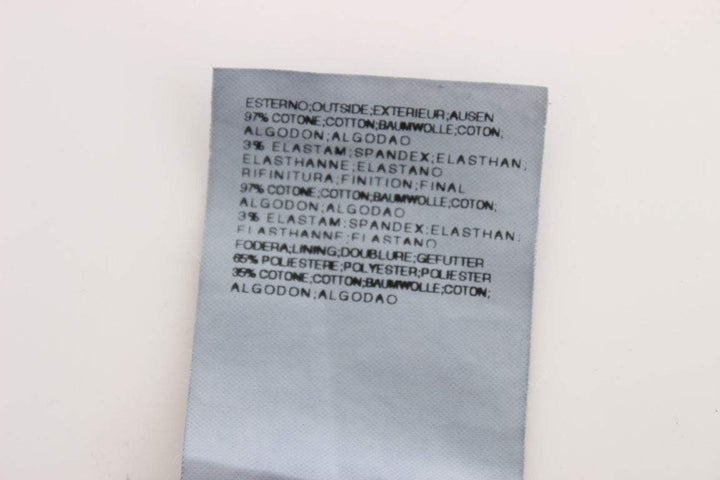 ESTERNO;OUTSIDE;EXTERIEUR;AUSEN
97% COTONE;COTTON;BAUMWOLLE;COTON;
ALGODON;ALGODAO
3% ELASTAM;SPANDEX;ELASTHAN;
ELASTHANNE;ELASTANO
RIFINITURA;FINITION;FINAL
97% COTONE;COTTON;BAUMWOLLE;COTON;
ALGODON;ALGODAO
3% ELASTAM;SPANDEX;ELASTHAN;
ELASTHANNE;ELASTANO
FODERA;LINING;DOUBLURE;GEFUTTER
65% POLIESTERE;POLYESTER;POLIESTER
35% COTONE;COTTON;BAUMWOLLE;COTON;
ALGODON;ALGODAO